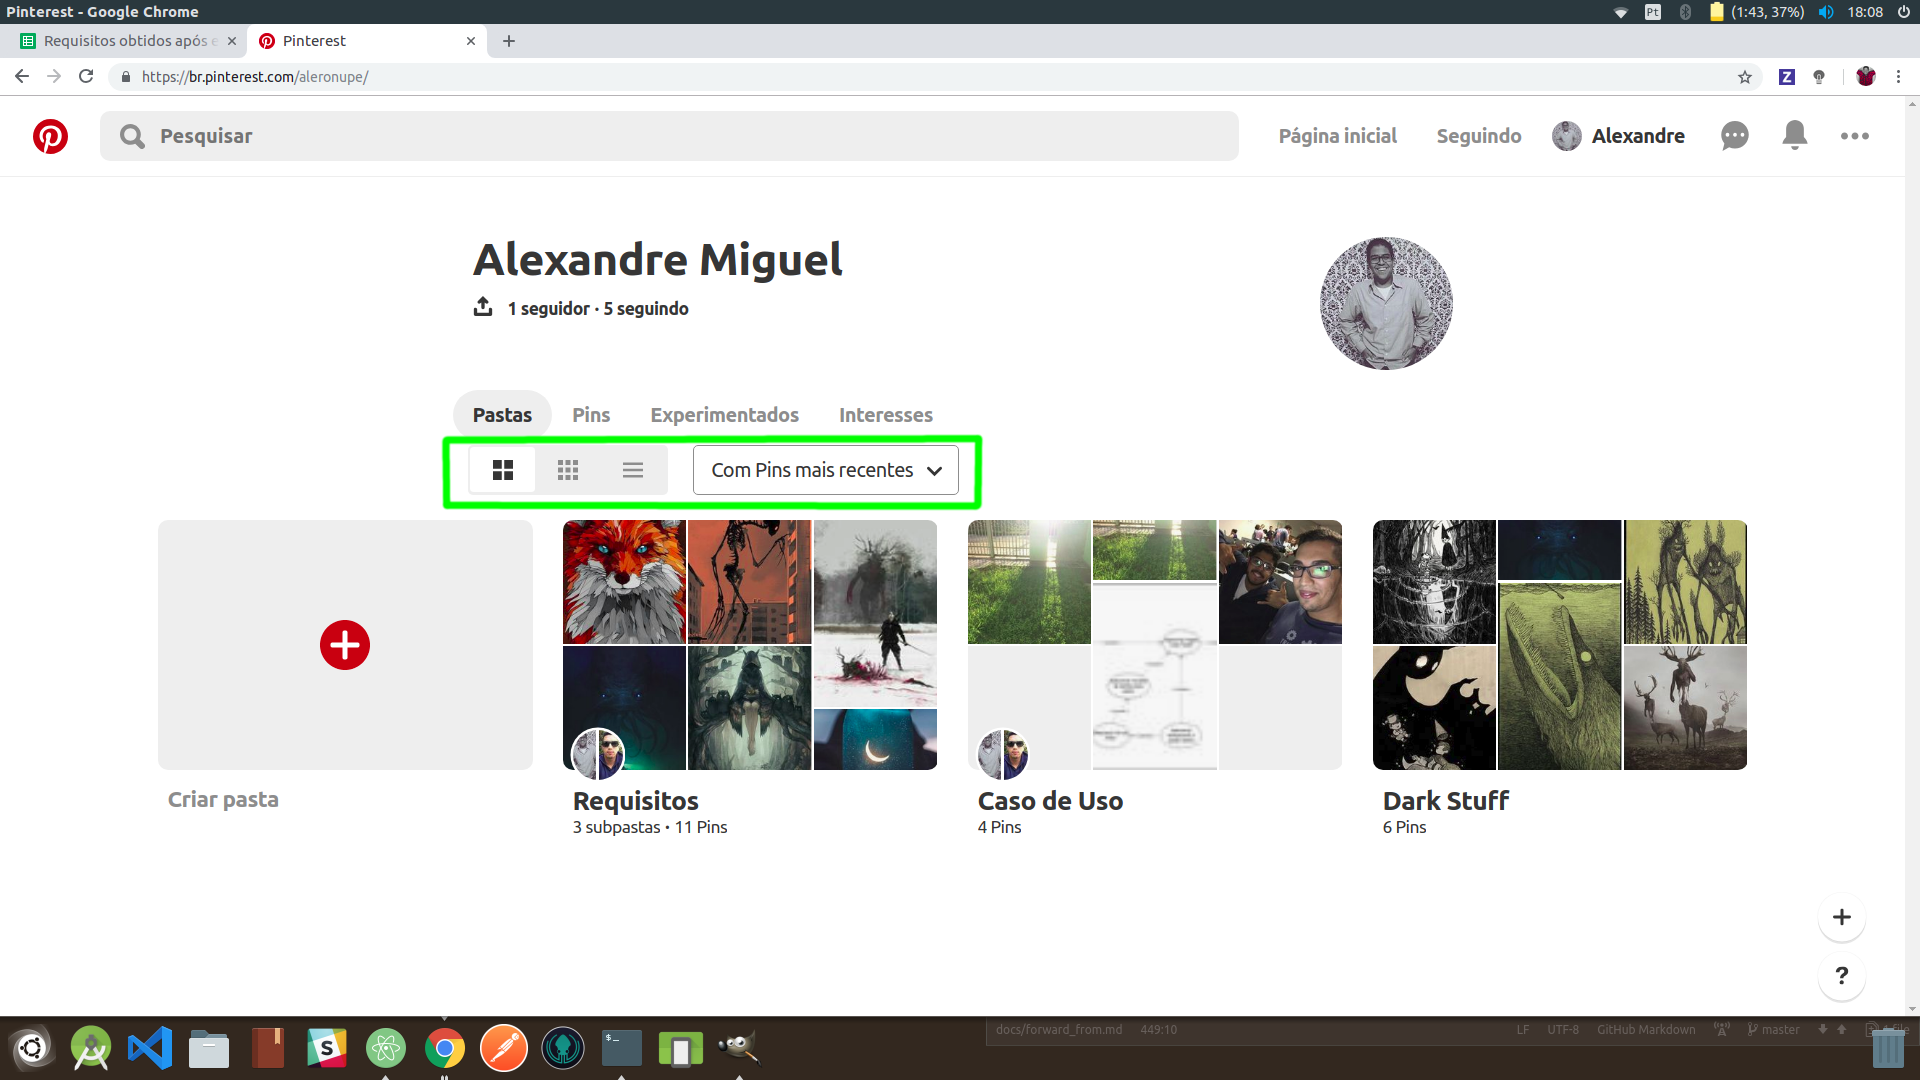 Pinterest - Google Chrome
Pt
(1:43, 37%)
18:08
Requisitos obtidos após e
Pinterest
https://br.pinterest.com/aleronupe/
Z
Pesquisar
Página inicial
Seguindo
Alexandre
Alexandre Miguel
1 seguidor · 5 seguindo
Pastas
Pins
Experimentados
Interesses
Com Pins mais recentes
Criar pasta
Requisitos
3 subpastas • 11 Pins
Caso de Uso
4 Pins
Dark Stuff
6 Pins
+
?
S
$_
docs/forward_from.md
449:10
LF
UTF-8
GitHub Markdown
master